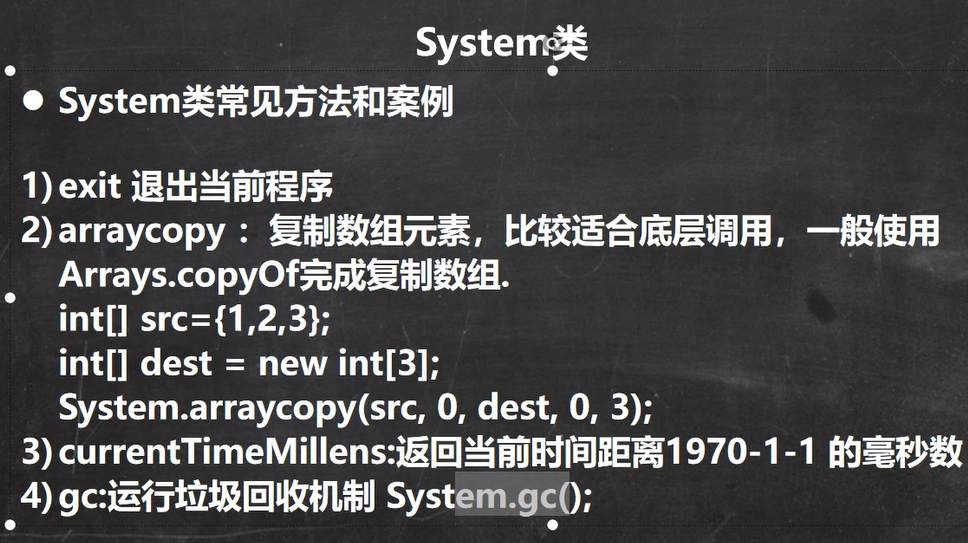 System类
● System类常见方法和案例
1) exit 退出当前程序
2) arraycopy ：复制数组元素，比较适合底层调用，一般使用
Arrays.copyOf完成复制数组.
int[] src={1,2,3};
int[] dest = new int[3];
System.arraycopy(src, 0, dest, 0, 3);
3) currentTimeMillens:返回当前时间距离1970-1-1 的毫秒数
4) gc:运行垃圾回收机制 System.gc();